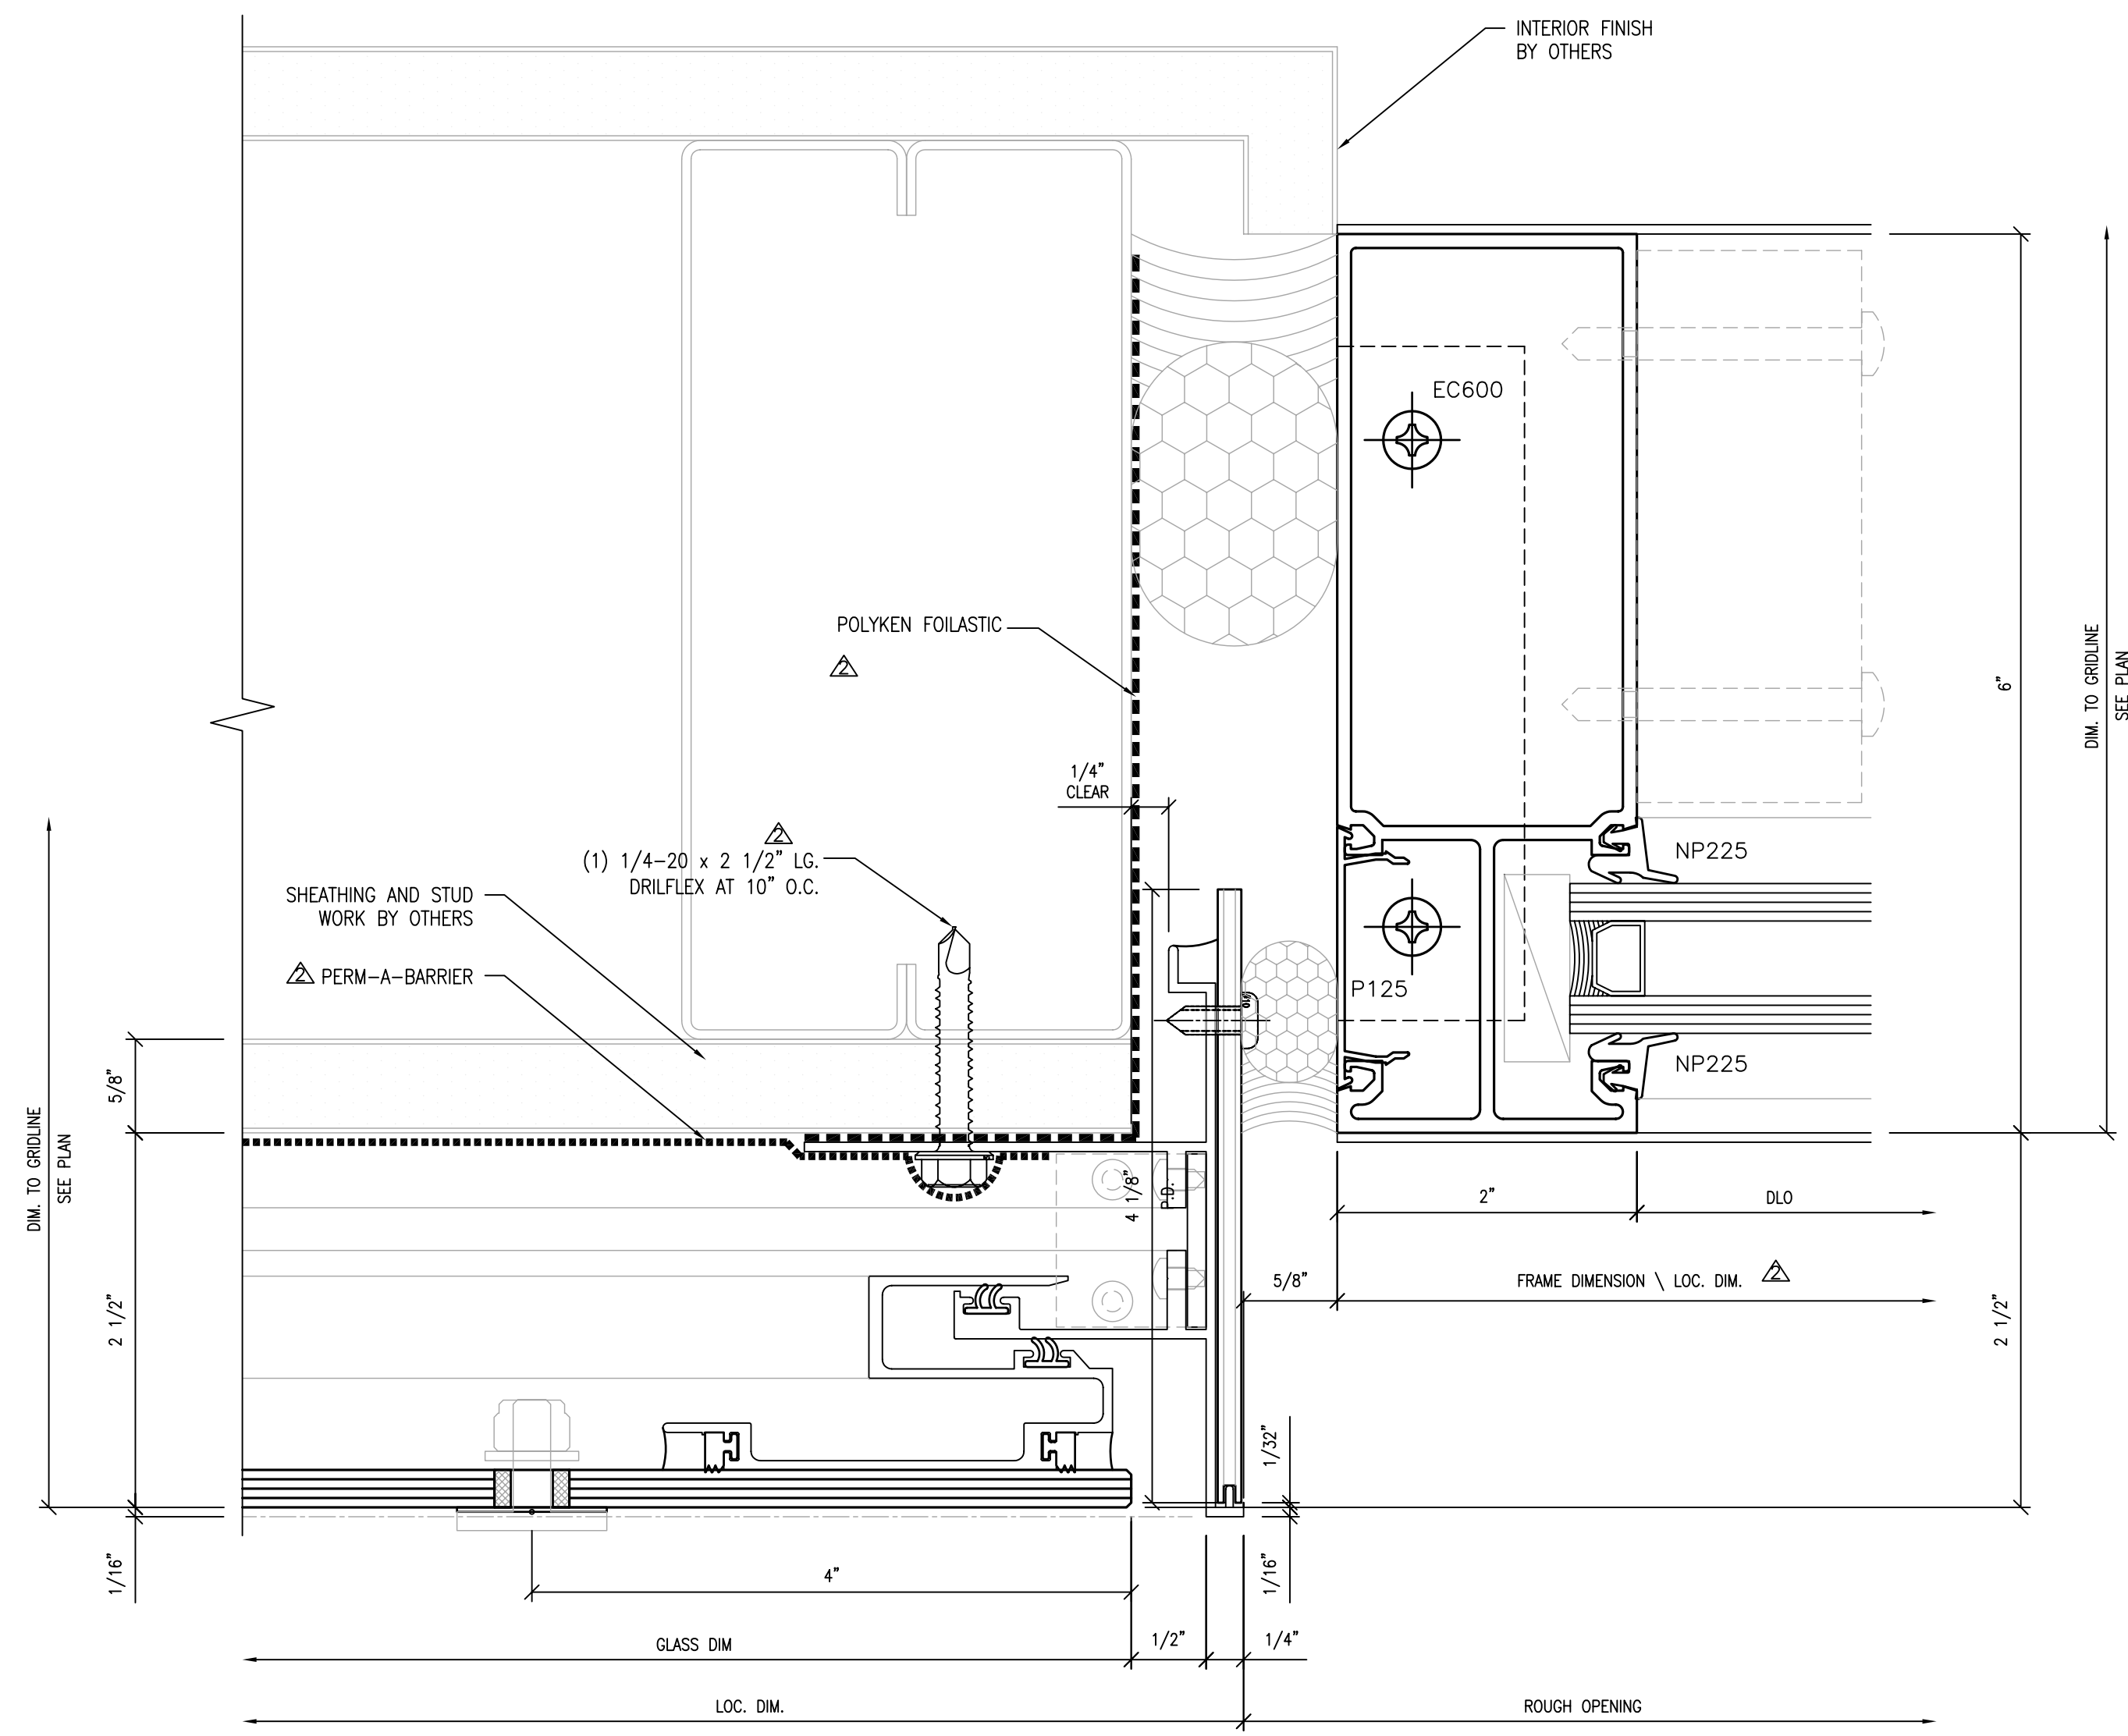 INTERIOR FINISH
BY OTHERS
EC600
POLYKEN FOILASTIC
2
6"
DIM. TO GRIDLINE
SEE PLAN
1/4"
CLEAR
2
(1) 1/4-20 x 2 1/2" LG.
DRILFLEX AT 10" O.C.
NP225
SHEATHING AND STUD
WORK BY OTHERS
2 PERM-A-BARRIER
P125
#10
NP225
5/8"
DIM. TO GRIDLINE
SEE PLAN
4 1/8"
P.D.
2"
DLO
5/8"
FRAME DIMENSION \ LOC. DIM. 2
2 1/2"
2 1/2"
1/32"
1/16"
1/16"
4"
GLASS DIM
1/2"
1/4"
LOC. DIM.
ROUGH OPENING